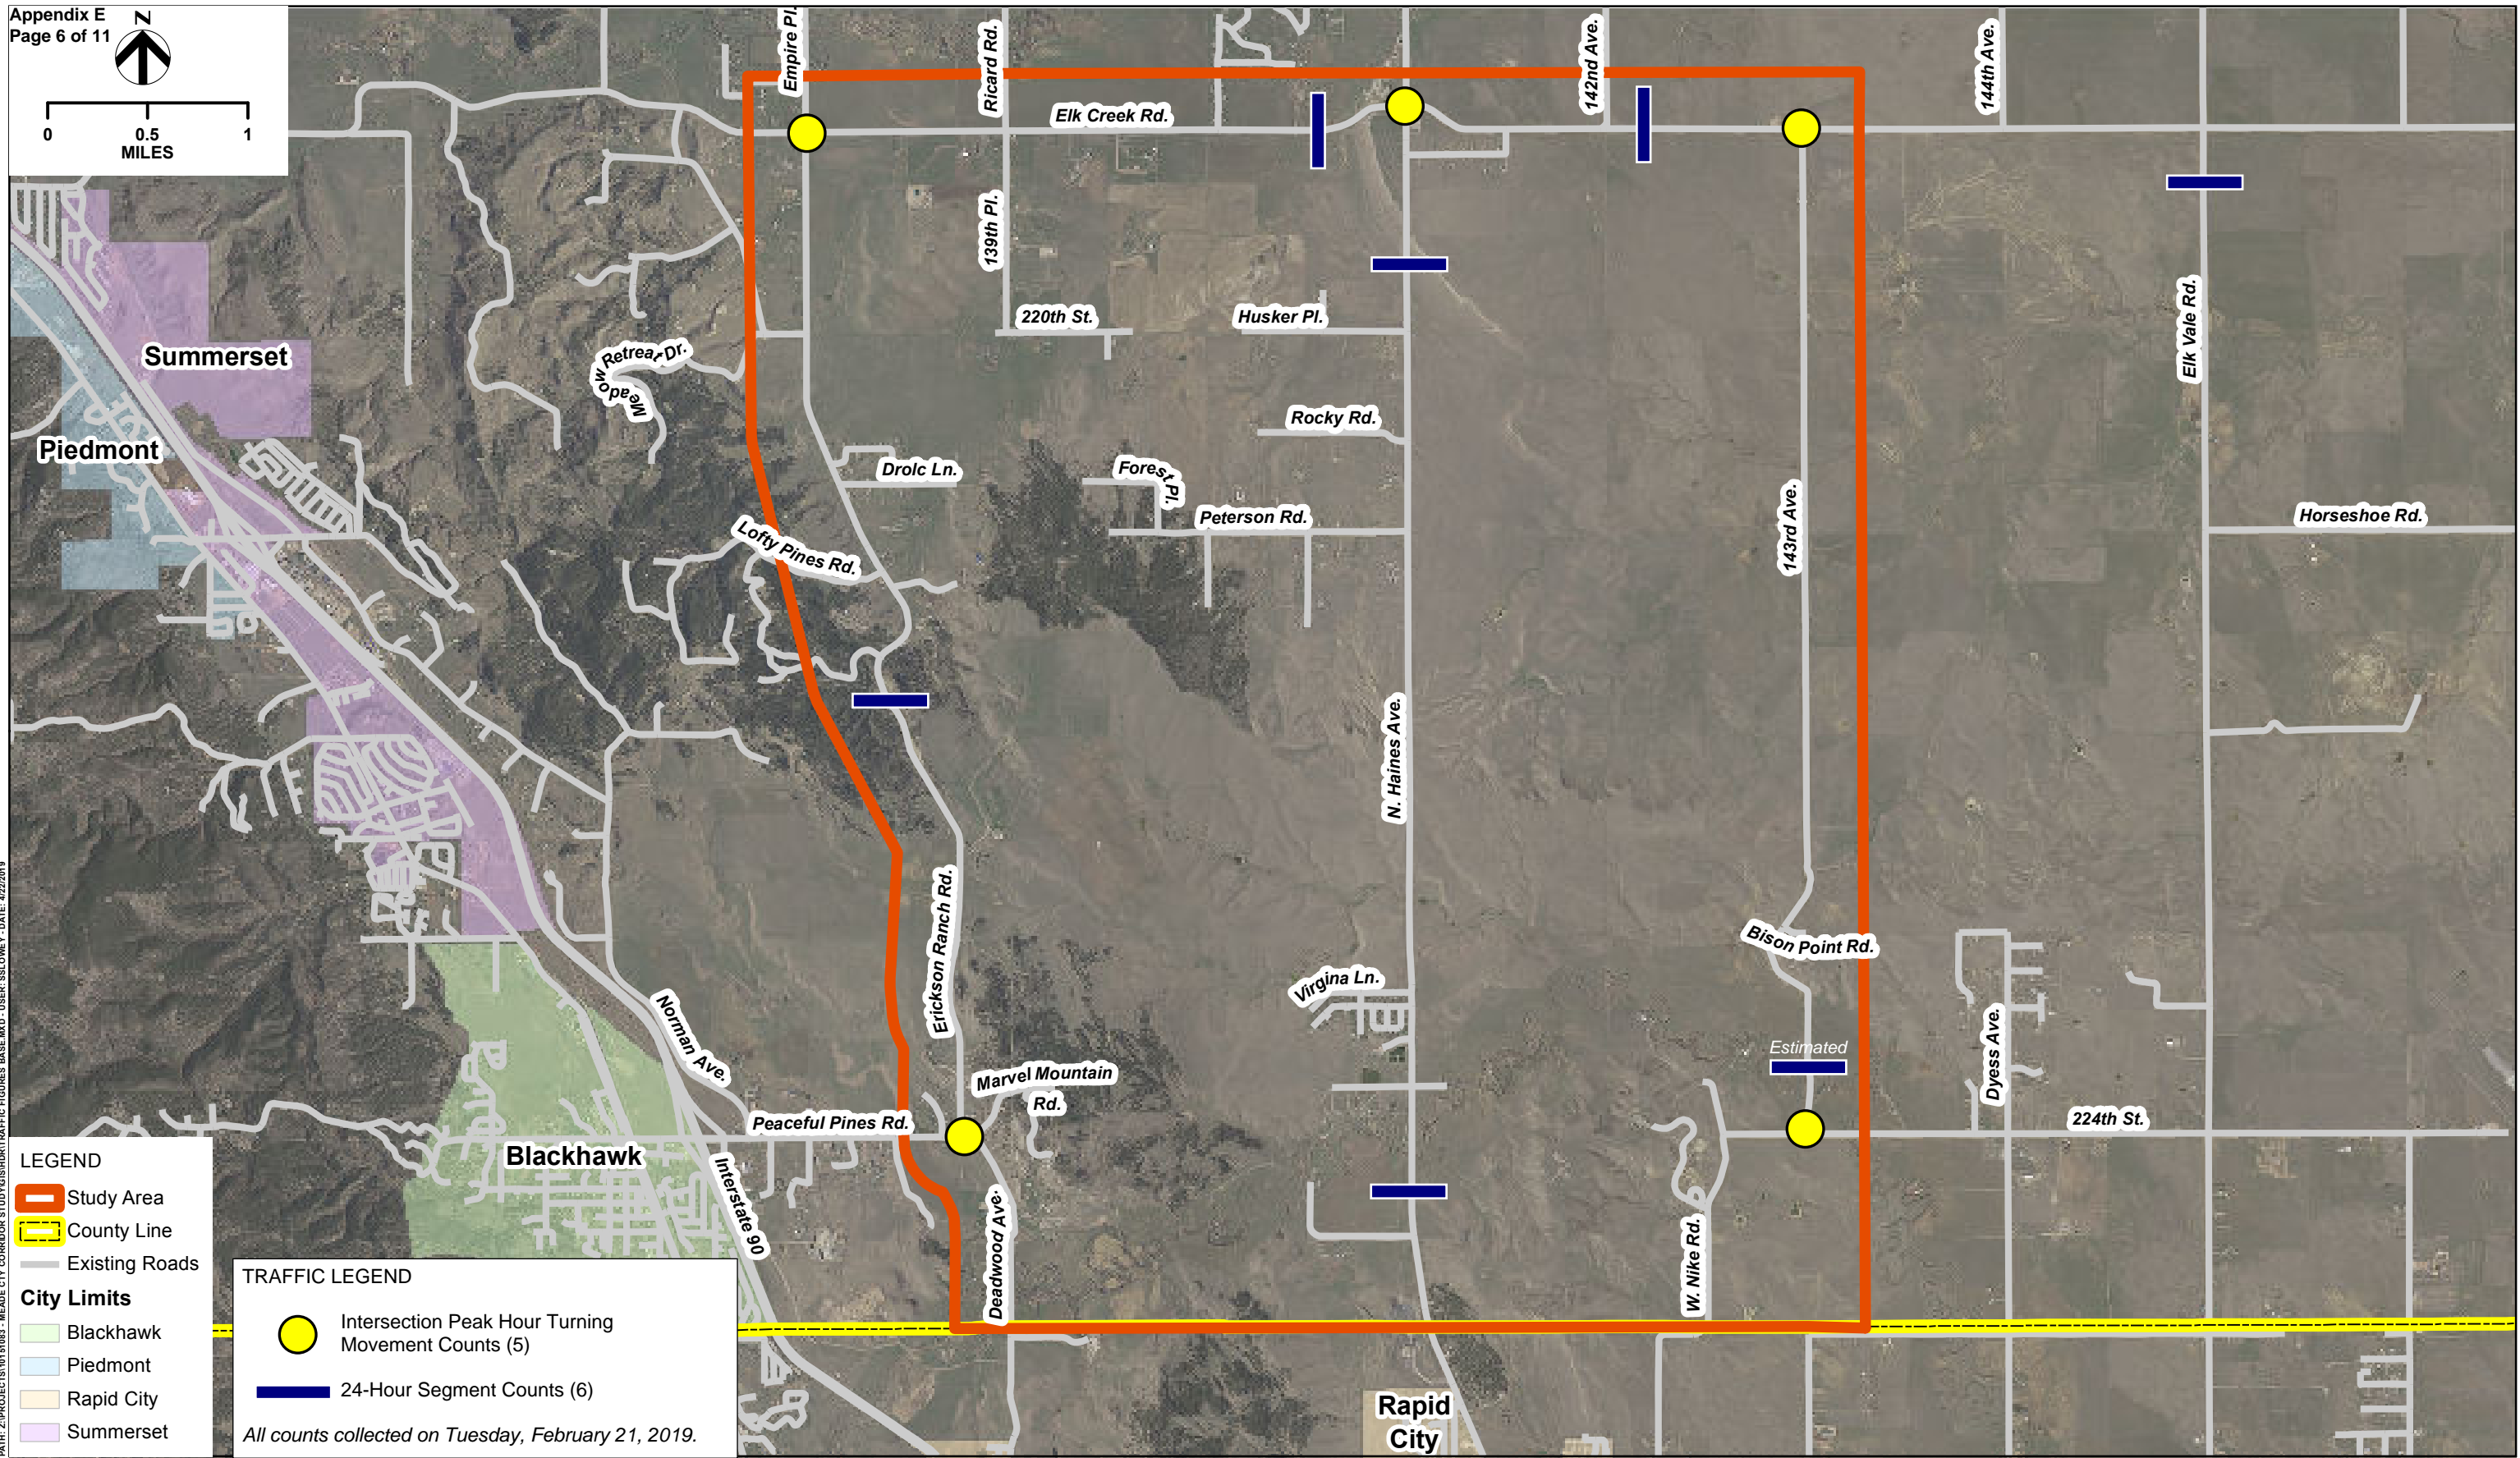 Appendix E
Page 6 of 11
N
0 0.5 1
MILES
Empire Pl.
Ricard Rd.
142nd Ave.
144th Ave.
Elk Creek Rd.
139th Pl.
220th St.
Husker Pl.
Elk Vale Rd.
Summerset
Meadow Retreat Dr.
Rocky Rd.
Piedmont
Drolc Ln.
Forest Pl.
Peterson Rd.
143rd Ave.
Horseshoe Rd.
Lofty Pines Rd.
N. Haines Ave.
Erickson Ranch Rd.
Bison Point Rd.
Virgina Ln.
Norman Ave.
Estimated
Dyess Ave.
Marvel Mountain
Rd.
Peaceful Pines Rd.
224th St.
Blackhawk
Interstate 90
Deadwood Ave.
W. Nike Rd.
Rapid
City
LEGEND
Study Area
County Line
Existing Roads
City Limits
Blackhawk
Piedmont
Rapid City
Summerset
TRAFFIC LEGEND
Intersection Peak Hour Turning
Movement Counts (5)
24-Hour Segment Counts (6)
All counts collected on Tuesday, February 21, 2019.